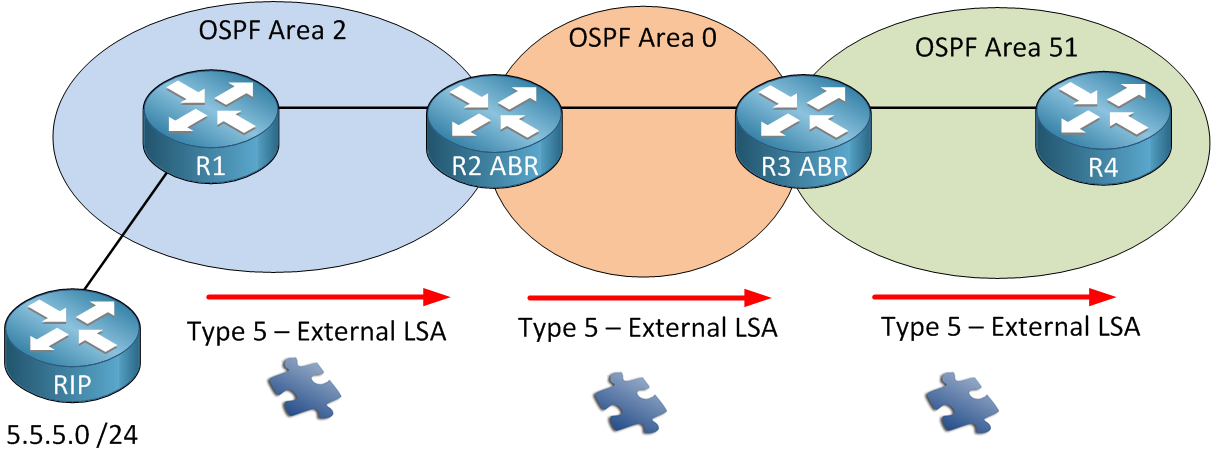 OSPF Area 2
OSPF Area 0
OSPF Area 51
R1
R2 ABR
R3 ABR
R4
Type 5 – External LSA
Type 5 – External LSA
Type 5 – External LSA
RIP
5.5.5.0 /24